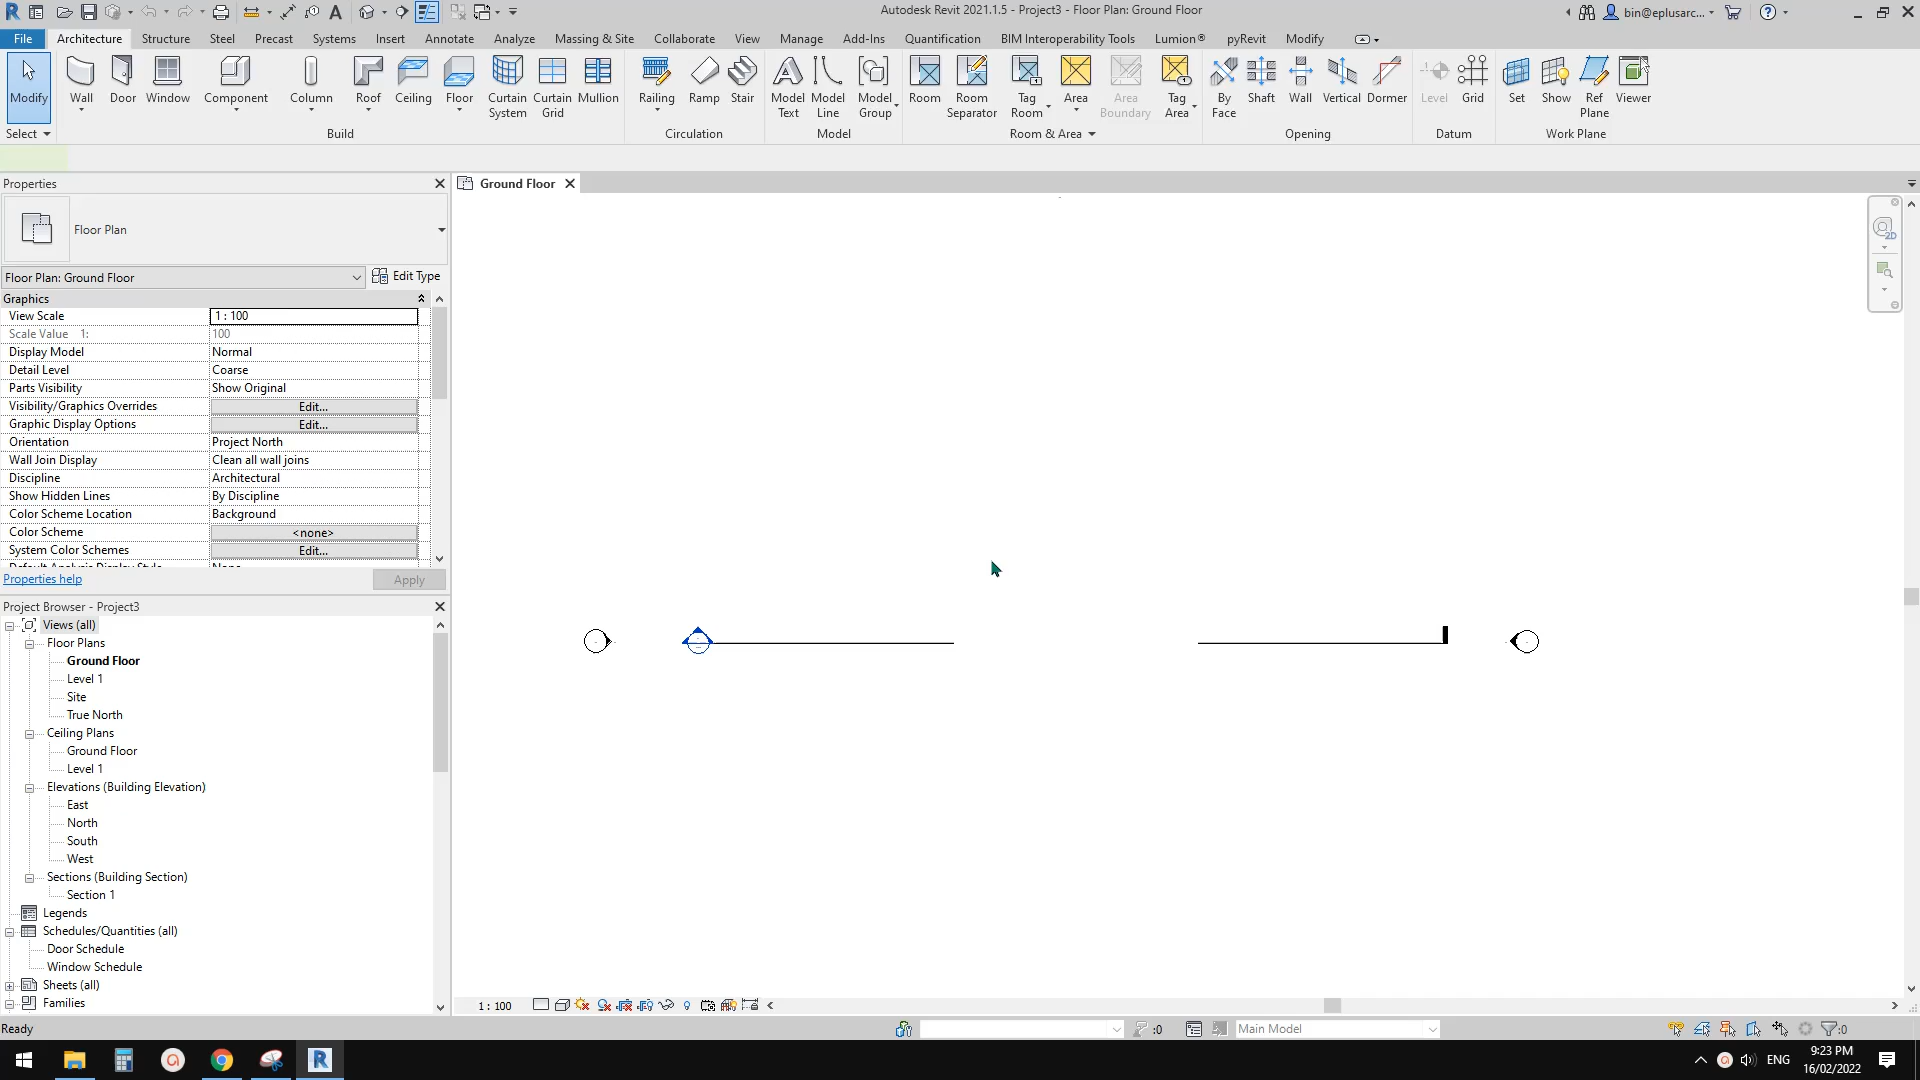 Autodesk Revit 2021.1.5 - Project3 - Floor Plan: Ground Floor
bin@eplusarc...
File Architecture Structure Steel Precast Systems Insert Annotate Analyze Massing & Site Collaborate View Manage Add-Ins Quantification BIM Interoperability Tools Lumion® pyRevit Modify
Modify Wall Door Window Component Column Roof Ceiling Floor Curtain System Curtain Grid Mullion Railing Ramp Stair Model Text Model Line Model Group Room Room Separator Tag Room Area Area Boundary Tag Area By Face Shaft Wall Vertical Dormer Level Grid Set Show Ref Plane Viewer
Select Build Circulation Model Room & Area Opening Datum Work Plane
Properties
Ground Floor
2D
Floor Plan
Floor Plan: Ground Floor Edit Type
Graphics
View Scale 1 : 100
Scale Value 1: 100
Display Model Normal
Detail Level Coarse
Parts Visibility Show Original
Visibility/Graphics Overrides Edit...
Graphic Display Options Edit...
Orientation Project North
Wall Join Display Clean all wall joins
Discipline Architectural
Show Hidden Lines By Discipline
Color Scheme Location Background
Color Scheme <none>
System Color Schemes Edit...
Default Analysis Display Style None
Properties help Apply
Project Browser - Project3
Views (all)
Floor Plans
Ground Floor
Level 1
Site
True North
Ceiling Plans
Ground Floor
Level 1
Elevations (Building Elevation)
East
North
South
West
Sections (Building Section)
Section 1
Legends
Schedules/Quantities (all)
Door Schedule
Window Schedule
Sheets (all)
Families
1 : 100
Ready
:0
Main Model
:0
ENG
9:23 PM
16/02/2022